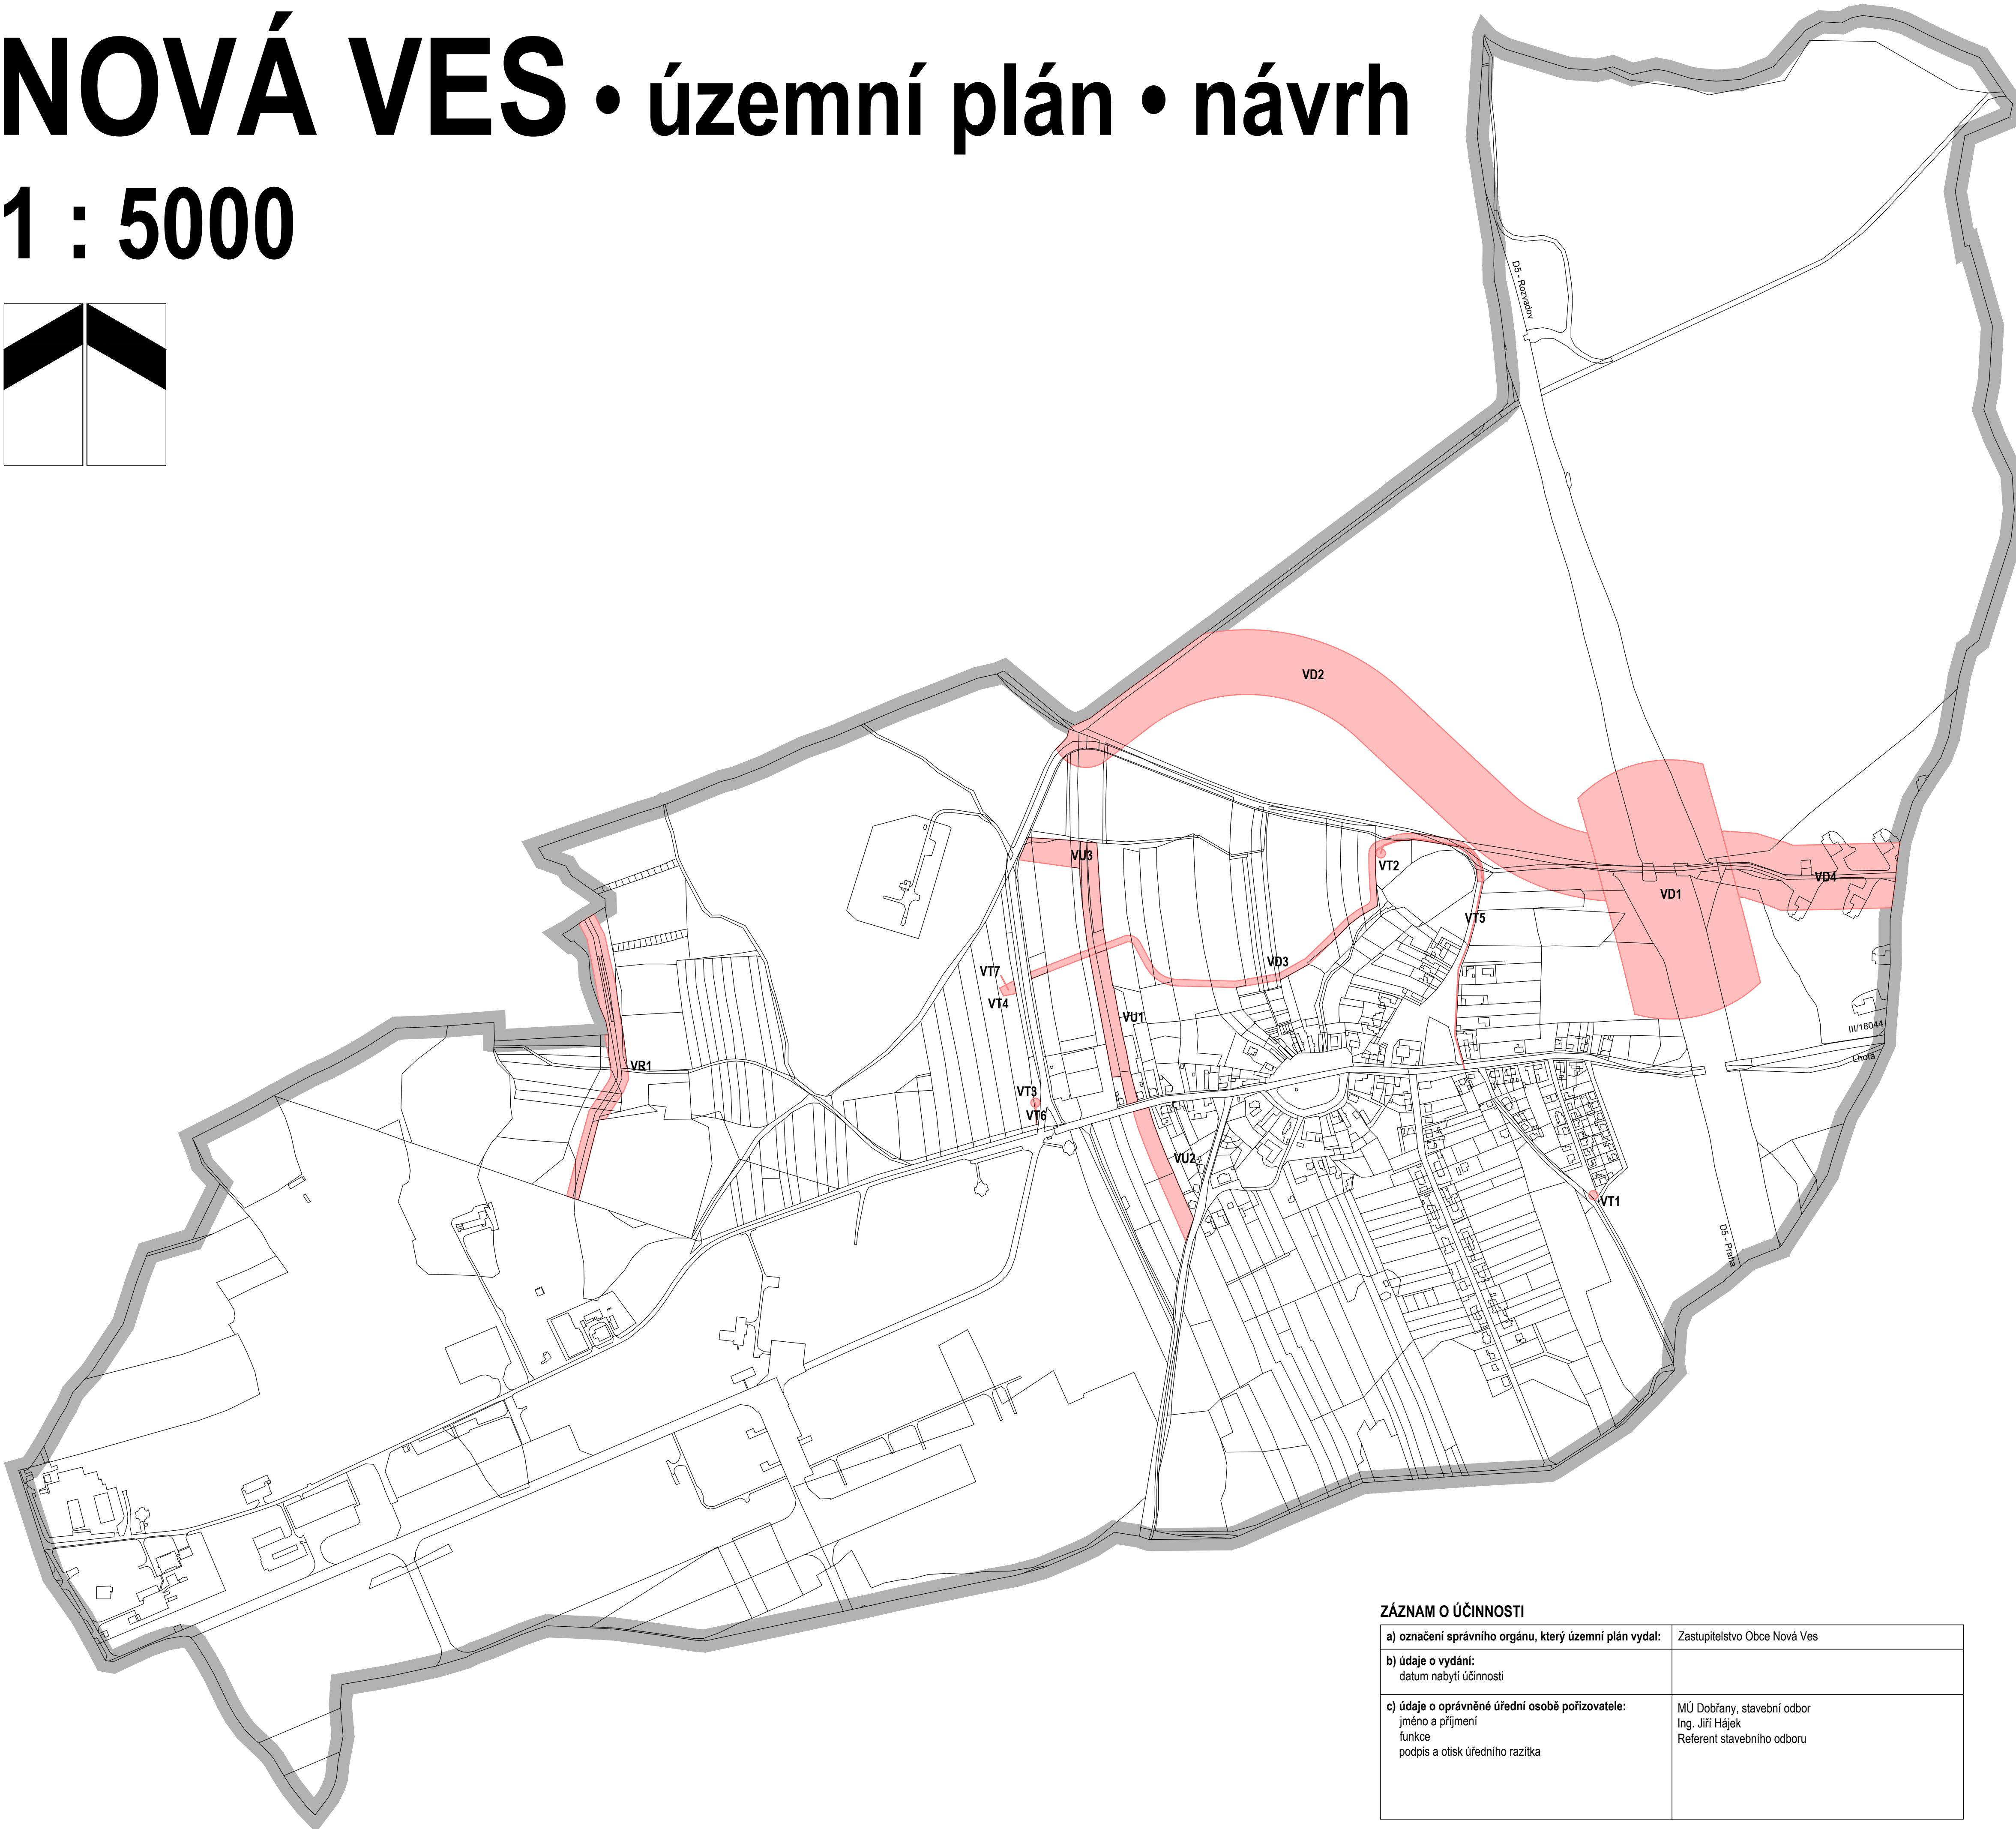 NOVÁ VES • územní plán • návrh
1 : 5000
D5 - Rozvadov
VD2
VU3
VT2
VD4
VD1
VT5
VD3
VT7
VT4
VU1
III/18044
Lhota
VR1
VT3
VT6
VU2
VT1
D5 - Praha
ZÁZNAM O ÚČINNOSTI
a) označení správního orgánu, který územní plán vydal: Zastupitelstvo Obce Nová Ves
b) údaje o vydání:
datum nabytí účinnosti
c) údaje o oprávněné úřední osobě pořizovatele: MÚ Dobřany, stavební odbor
jméno a příjmení Ing. Jiří Hájek
funkce Referent stavebního odboru
podpis a otisk úředního razítka